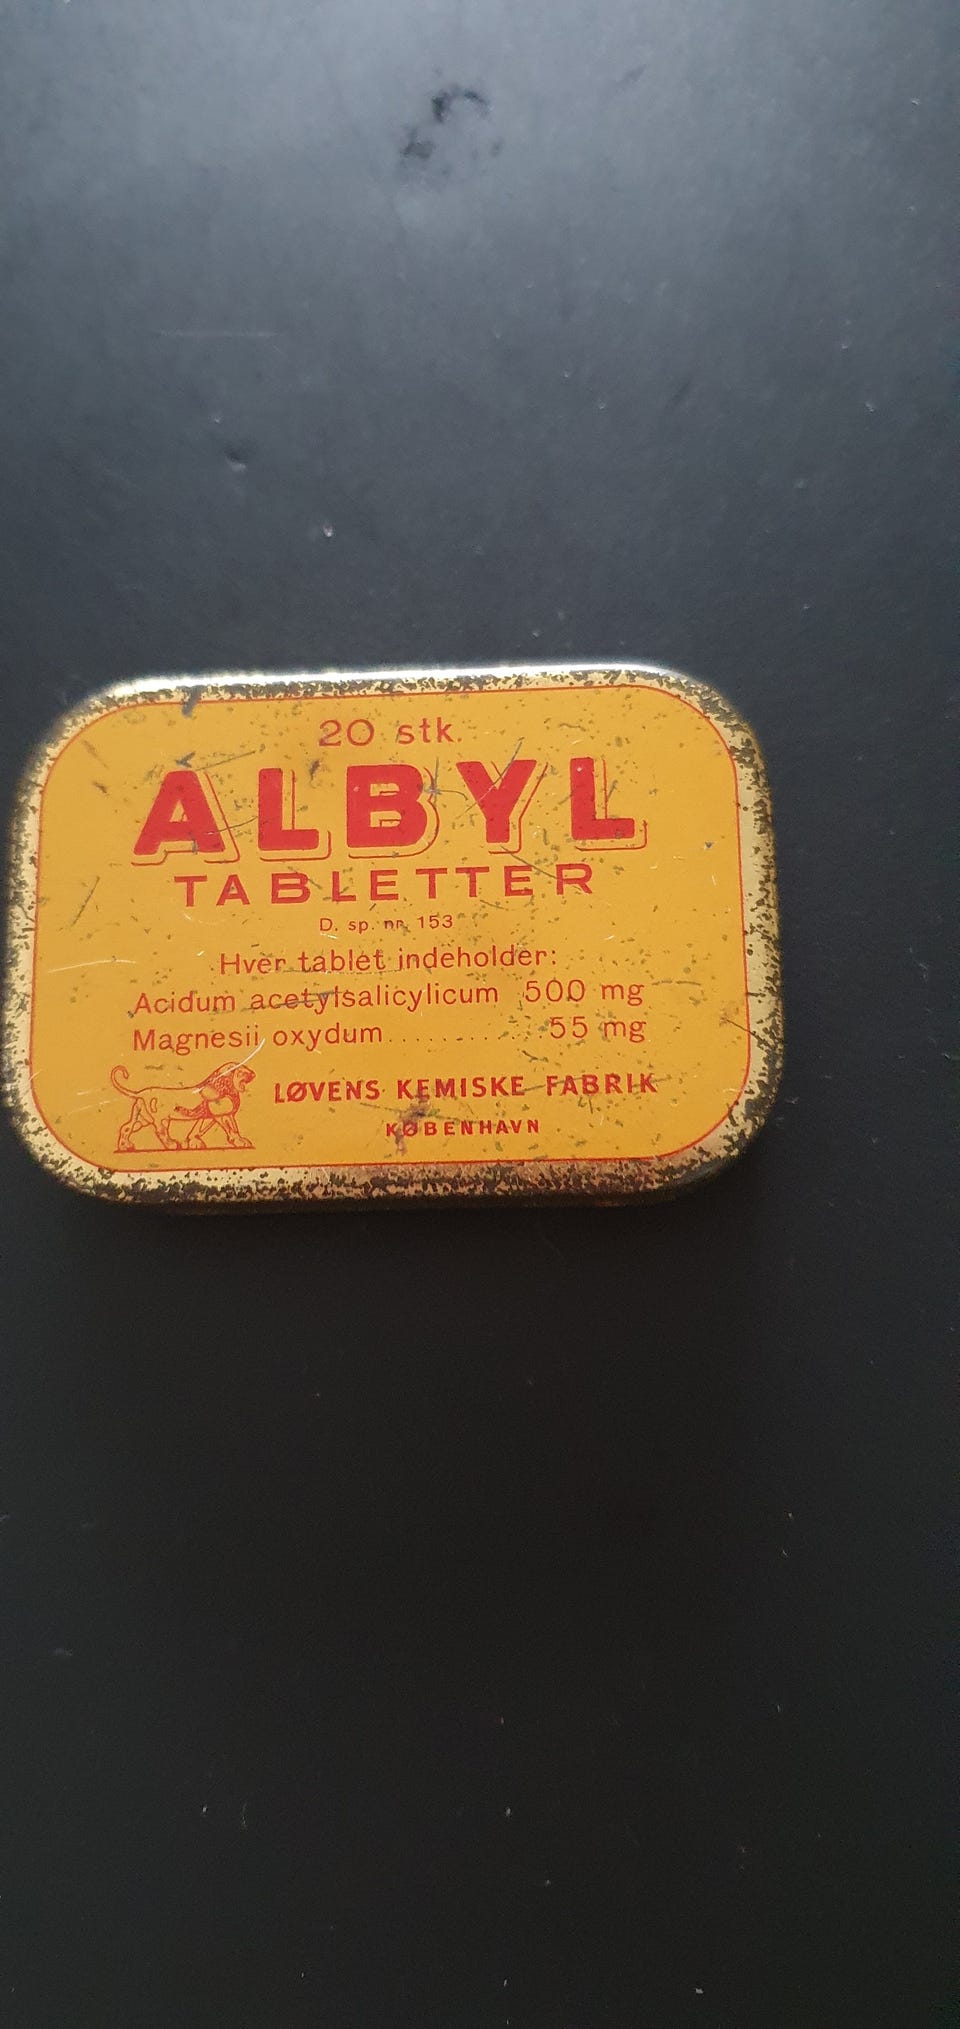 20 stk.
ALBYL
TABLETTER
D. sp. nr. 153
Hver tablet indeholder:
Acidum acetylsalicylicum 500 mg
Magnesii oxydum............55 mg
LØVENS KEMISKE FABRIK
KØBENHAVN